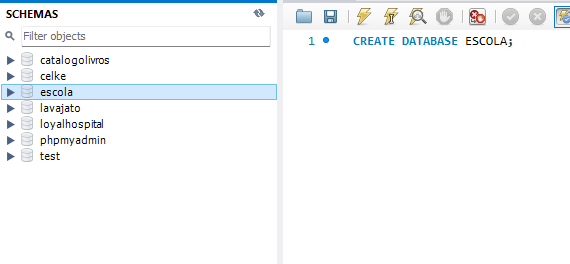 SCHEMAS
Filter objects
catalogolivros
celke
escola
lavajato
loyalhospital
phpmyadmin
test
1 CREATE DATABASE ESCOLA;